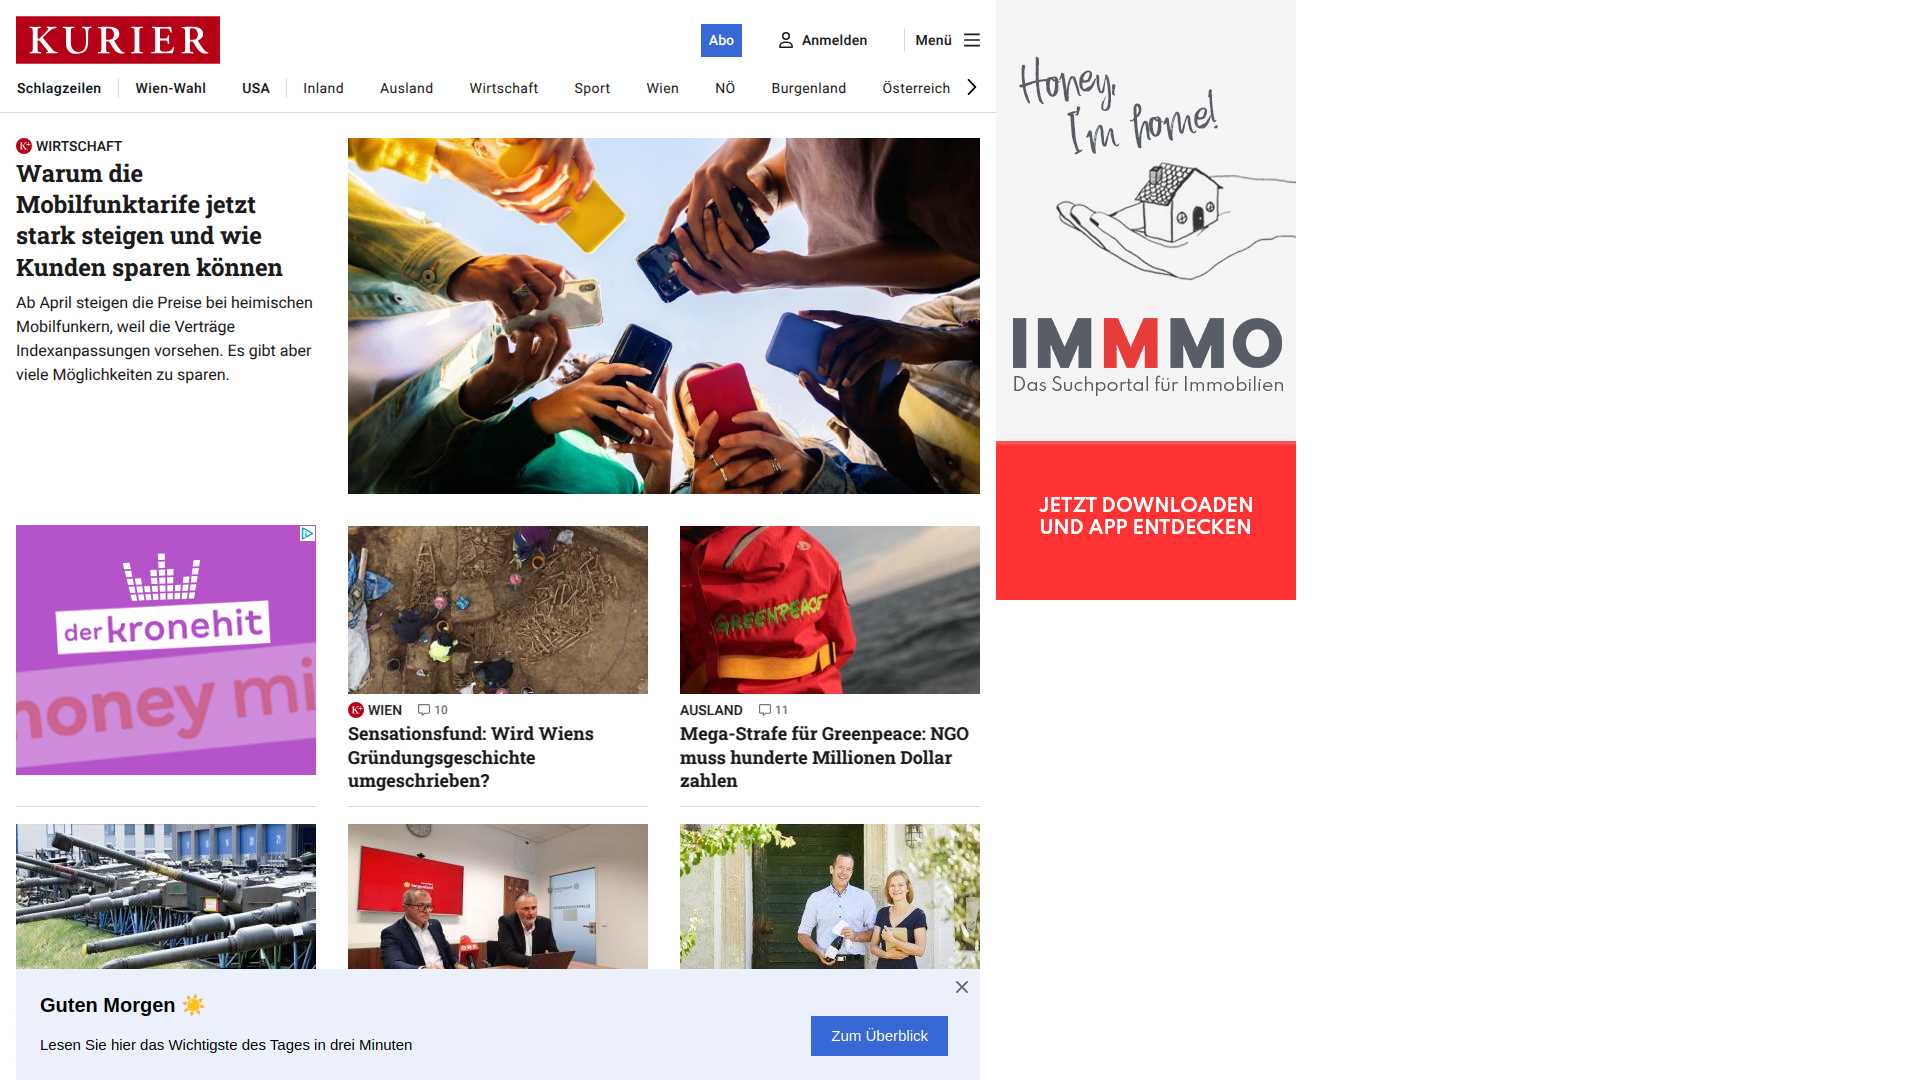 KURIER
Abo
Anmelden
Menü
Schlagzeilen
Wien-Wahl
USA
Inland
Ausland
Wirtschaft
Sport
Wien
NÖ
Burgenland
Österreich
K+ WIRTSCHAFT
Warum die
Mobilfunktarife jetzt
stark steigen und wie
Kunden sparen können
Ab April steigen die Preise bei heimischen
Mobilfunkern, weil die Verträge
Indexanpassungen vorsehen. Es gibt aber
viele Möglichkeiten zu sparen.
der kronehit
money mi
GREENPEACE
K+ WIEN 10
Sensationsfund: Wird Wiens
Gründungsgeschichte
umgeschrieben?
AUSLAND 11
Mega-Strafe für Greenpeace: NGO
muss hunderte Millionen Dollar
zahlen
Guten Morgen ☀️
Lesen Sie hier das Wichtigste des Tages in drei Minuten
Zum Überblick
Honey,
I'm home!
IMMMO
Das Suchportal für Immobilien
JETZT DOWNLOADEN
UND APP ENTDECKEN